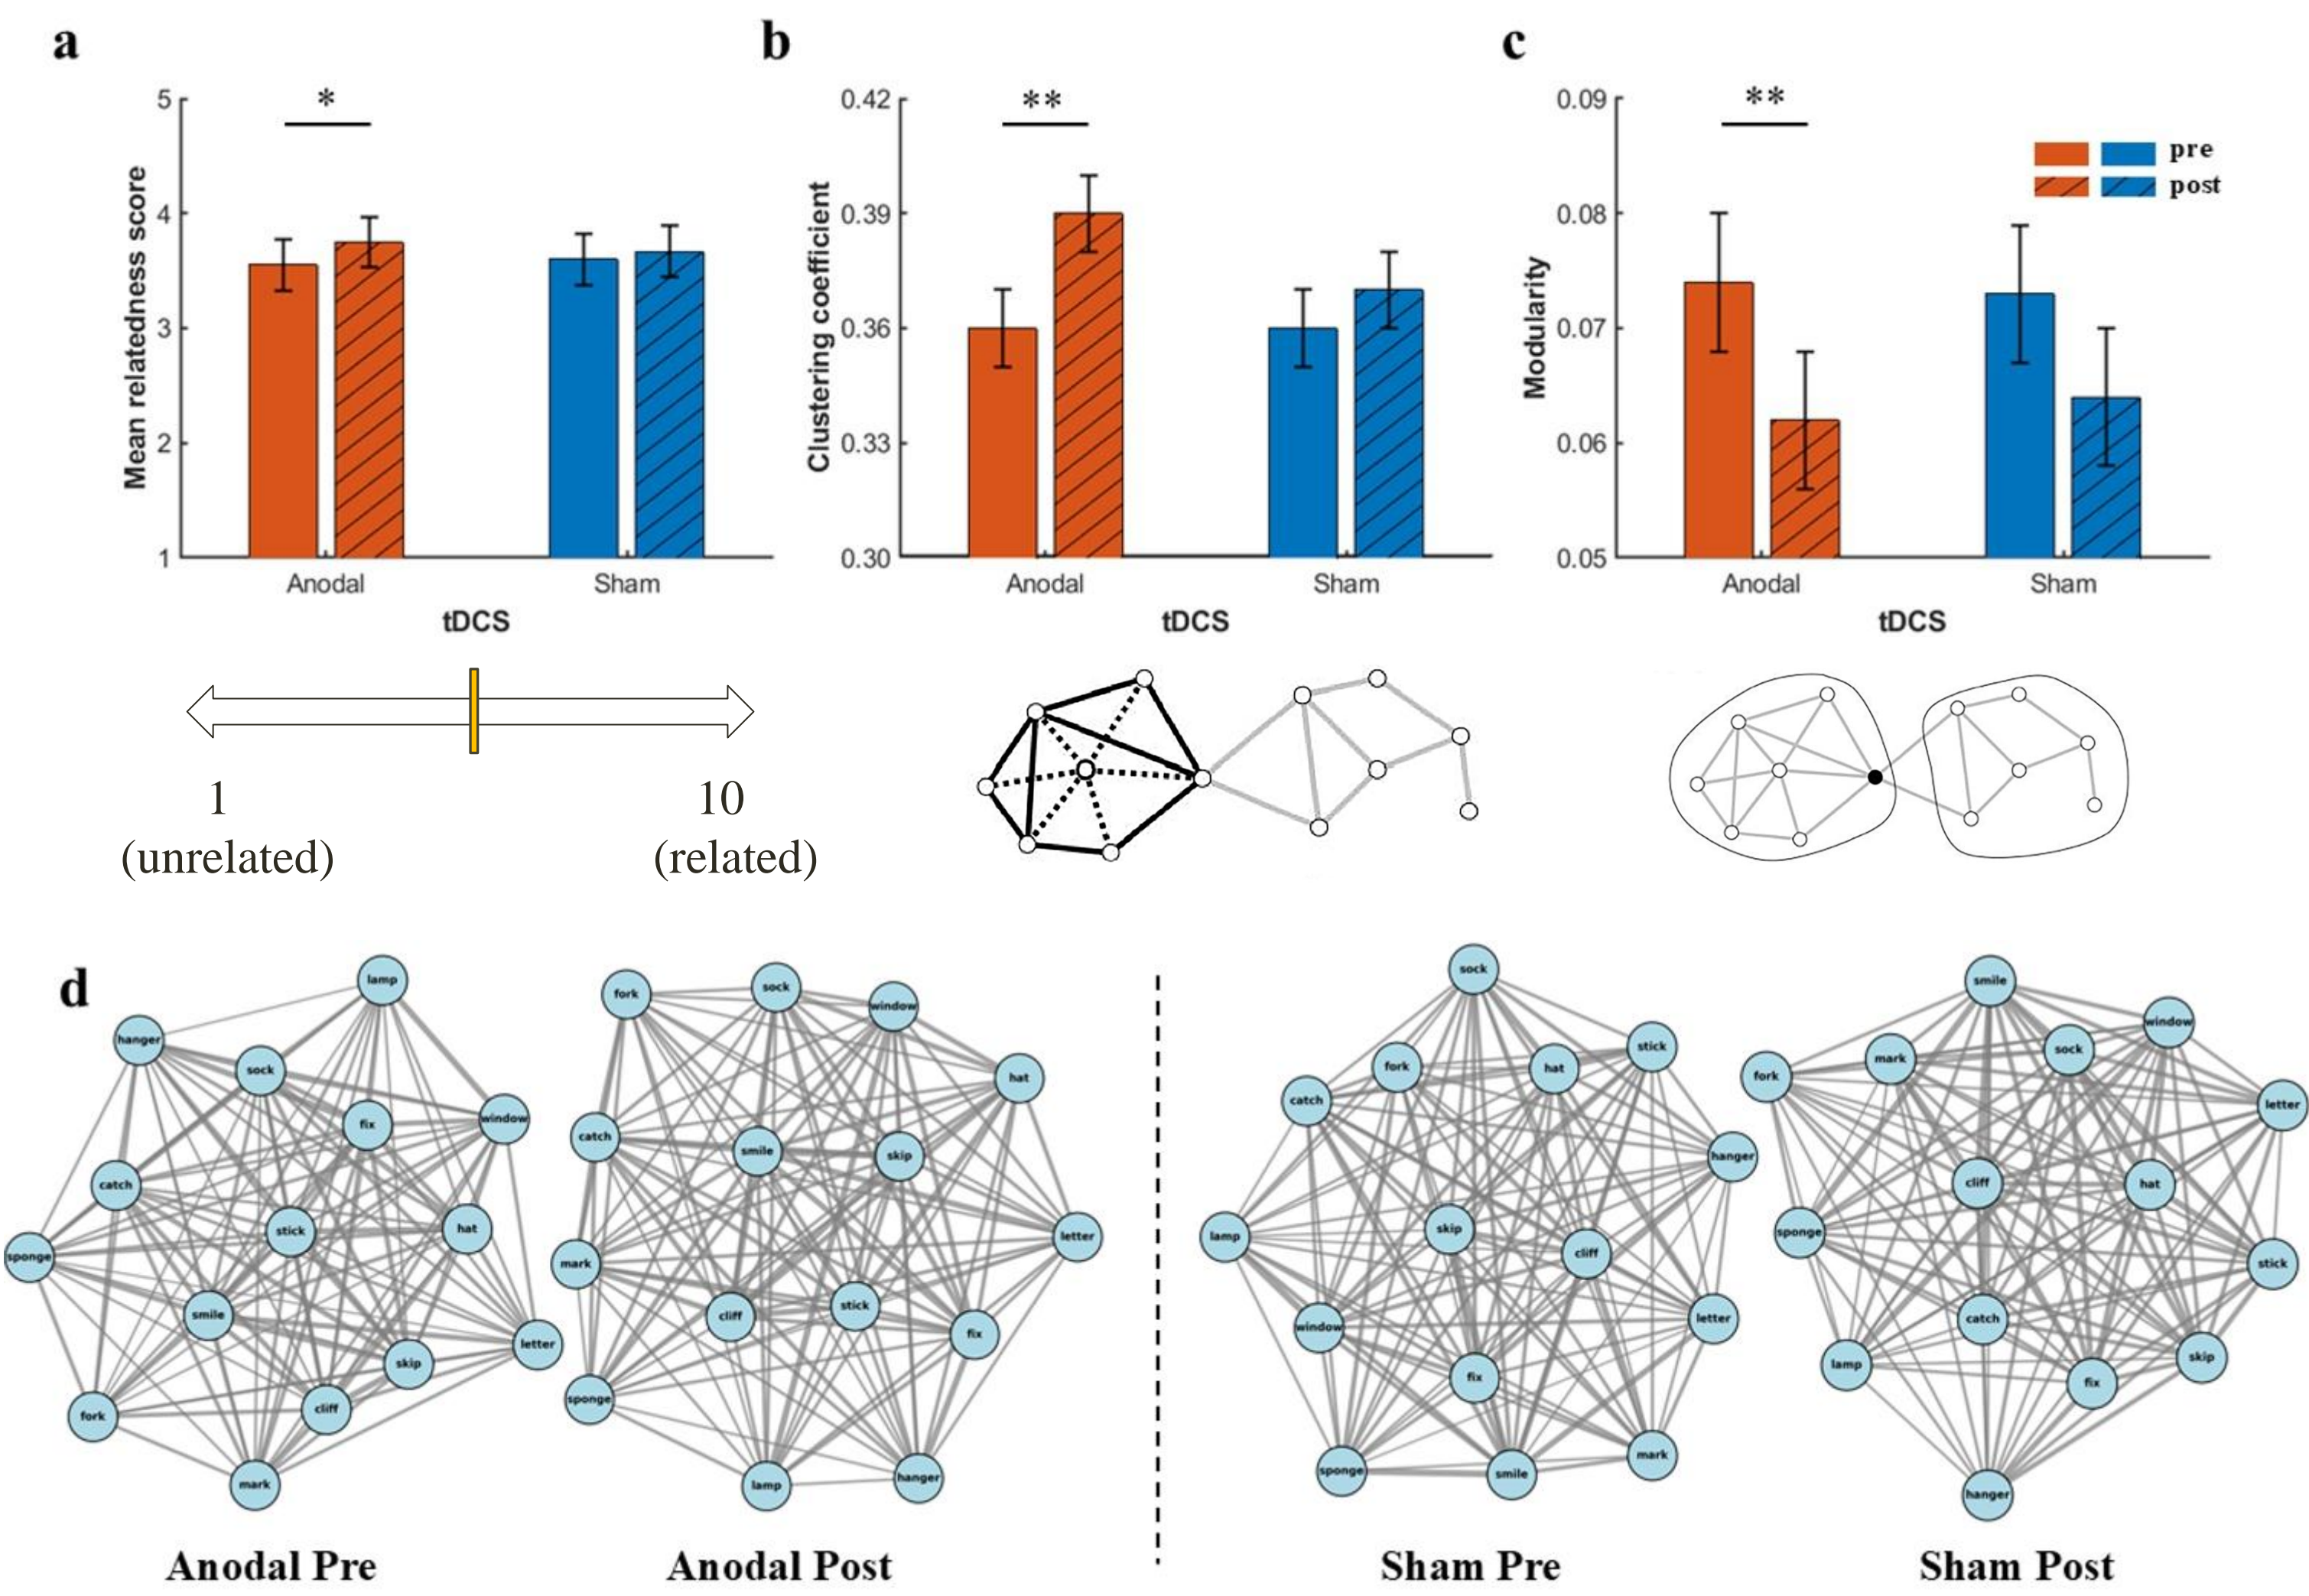 a
b
c
*
**
**
5
4
3
2
1
Mean relatedness score
Anodal
Sham
tDCS
0.42
0.39
0.36
0.33
0.30
Clustering coefficient
Anodal
Sham
tDCS
0.09
0.08
0.07
0.06
0.05
Modularity
pre
post
Anodal
Sham
tDCS
1
(unrelated)
10
(related)
d
lamp
hanger
sock
fix
window
catch
stick
hat
sponge
smile
letter
skip
fork
cliff
mark
Anodal Pre
fork
sock
window
hat
catch
smile
skip
letter
mark
cliff
stick
fix
sponge
lamp
hanger
Anodal Post
sock
stick
fork
hat
catch
hanger
skip
lamp
cliff
window
letter
fix
mark
sponge
smile
Sham Pre
smile
window
mark
sock
fork
letter
cliff
hat
sponge
stick
catch
lamp
skip
fix
hanger
Sham Post